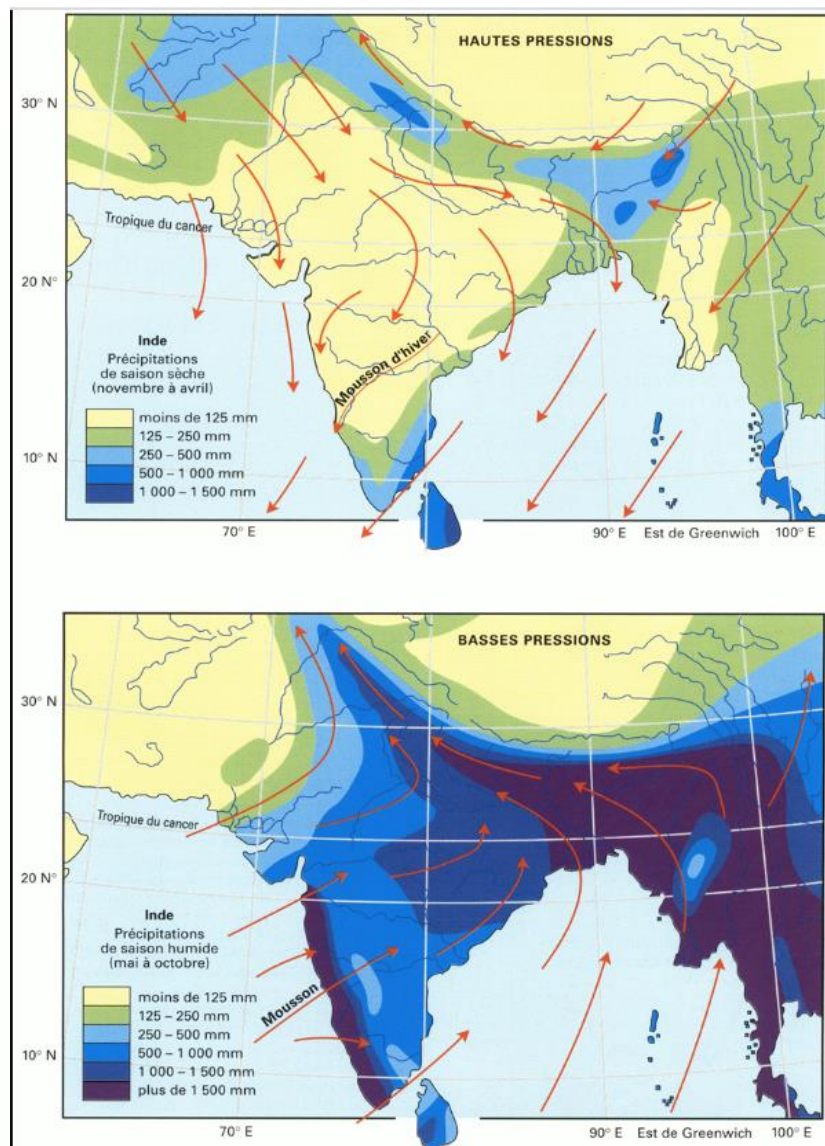 HAUTES PRESSIONS
30° N
Tropique du cancer
20 N°
Mousson d'hiver
Inde
Précipitations
de saison sèche
(novembre à avril)
moins de 125 mm
125 – 250 mm
250 – 500 mm
500 – 1 000 mm
1 000 – 1 500 mm
10° N
70° E
90° E
Est de Greenwich
100° E
BASSES PRESSIONS
30° N
Tropique du cancer
20° N
Inde
Précipitations
de saison humide
(mai à octobre)
Mousson
moins de 125 mm
125 – 250 mm
250 – 500 mm
500 – 1 000 mm
1 000 – 1 500 mm
plus de 1 500 mm
10° N
70° E
90° E
Est de Greenwich
100° E